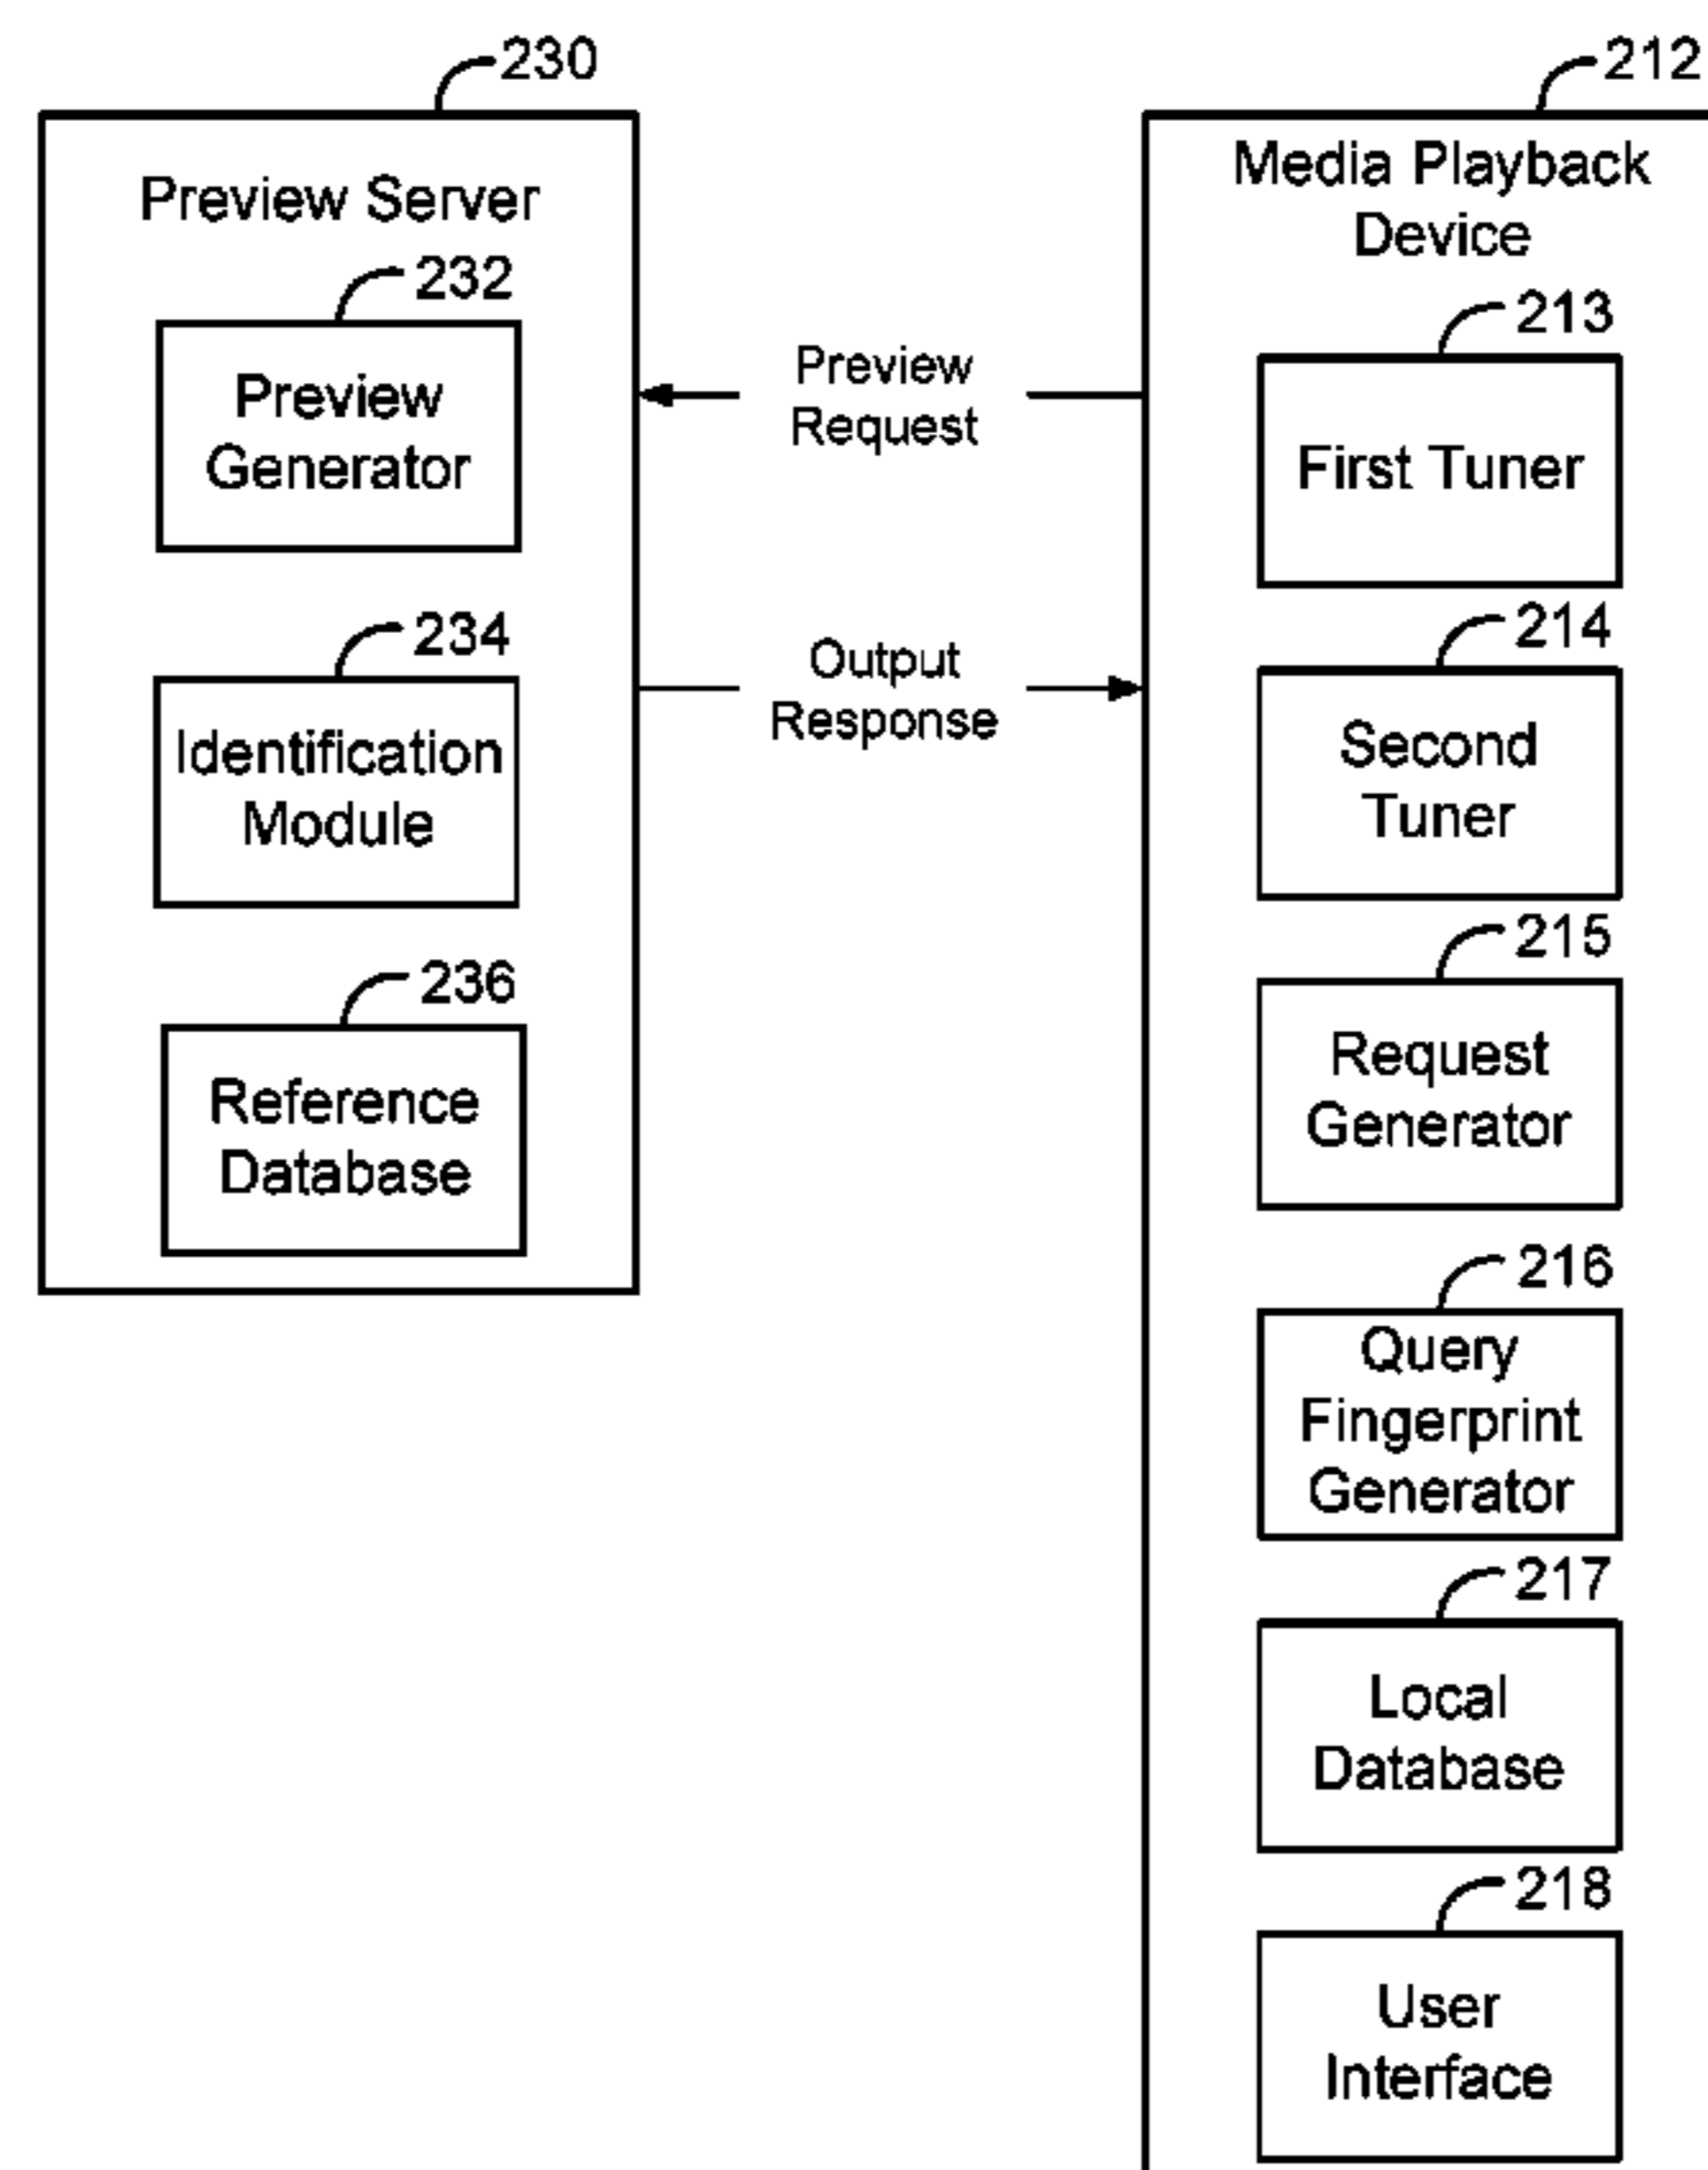 230
Preview Server
232
Preview
Generator
234
Identification
Module
236
Reference
Database
Preview
Request
Output
Response
212
Media Playback
Device
213
First Tuner
214
Second
Tuner
215
Request
Generator
216
Query
Fingerprint
Generator
217
Local
Database
218
User
Interface